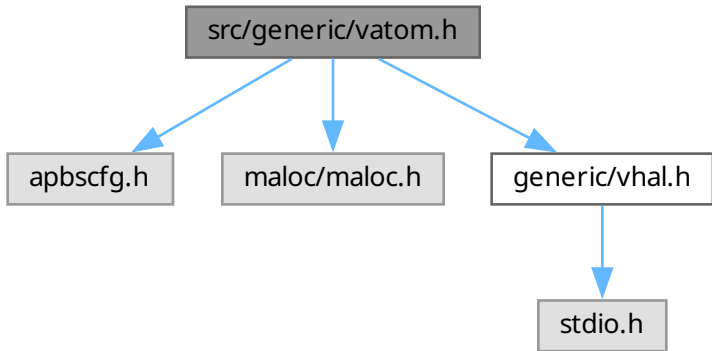 src/generic/vatom.h
apbscfg.h
maloc/maloc.h
generic/vhal.h
stdio.h